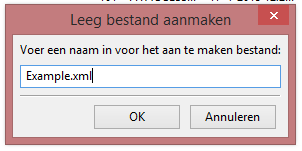 Leeg bestand aanmaken
Voer een naam in voor het aan te maken bestand:
Example.xml
OK
Annuleren